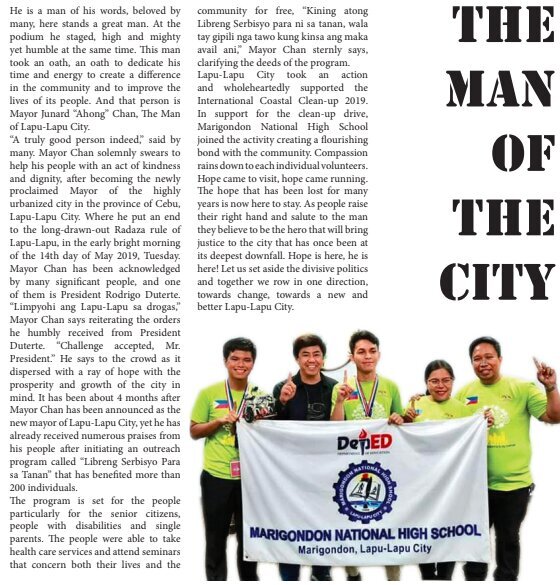 He is a man of his words, beloved by
many, here stands a great man. At the
podium he staged, high and mighty
yet humble at the same time. This man
took an oath, an oath to dedicate his
time and energy to create a difference
in the community and to improve the
lives of its people. And that person is
Mayor Junard “Ahong” Chan, The Man
of Lapu-Lapu City.
“A truly good person indeed,” said by
many. Mayor Chan solemnly swears to
help his people with an act of kindness
and dignity, after becoming the newly
proclaimed Mayor of the highly
urbanized city in the province of Cebu,
Lapu-Lapu City. Where he put an end
to the long-drawn-out Radaza rule of
Lapu-Lapu, in the early bright morning
of the 14th day of May 2019, Tuesday.
Mayor Chan has been acknowledged
by many significant people, and one
of them is President Rodrigo Duterte.
“Limpyohi ang Lapu-Lapu sa drogas,”
Mayor Chan says reiterating the orders
he humbly received from President
Duterte. “Challenge accepted, Mr.
President.” He says to the crowd as it
dispersed with a ray of hope with the
prosperity and growth of the city in
mind. It has been about 4 months after
Mayor Chan has been announced as the
new mayor of Lapu-Lapu City, yet he has
already received numerous praises from
his people after initiating an outreach
program called “Libreng Serbisyo Para
sa Tanan” that has benefited more than
200 individuals.
The program is set for the people
particularly for the senior citizens,
people with disabilities and single
parents. The people were able to take
health care services and attend seminars
that concern both their lives and the
community for free, “Kining atong
Libreng Serbisyo para ni sa tanan, wala
tay gipili nga tawo kung kinsa ang maka
avail ani,” Mayor Chan sternly says,
clarifying the deeds of the program.
Lapu-Lapu City took an action
and wholeheartedly supported the
International Coastal Clean-up 2019.
In support for the clean-up drive,
Marigondon National High School
joined the activity creating a flourishing
bond with the community. Compassion
rains down to each individual volunteers.
Hope came to visit, hope came running.
The hope that has been lost for many
years is now here to stay. As people raise
their right hand and salute to the man
they believe to be the hero that will bring
justice to the city that has once been at
its deepest downfall. Hope is here, he is
here! Let us set aside the divisive politics
and together we row in one direction,
towards change, towards a new and
better Lapu-Lapu City.
THE
MAN
OF
THE
CITY
DepED
DEPARTMENT OF EDUCATION
MARIGONDON NATIONAL HIGH SCHOOL
LAPU-LAPU CITY
MARIGONDON NATIONAL HIGH SCHOOL
Marigondon, Lapu-Lapu City